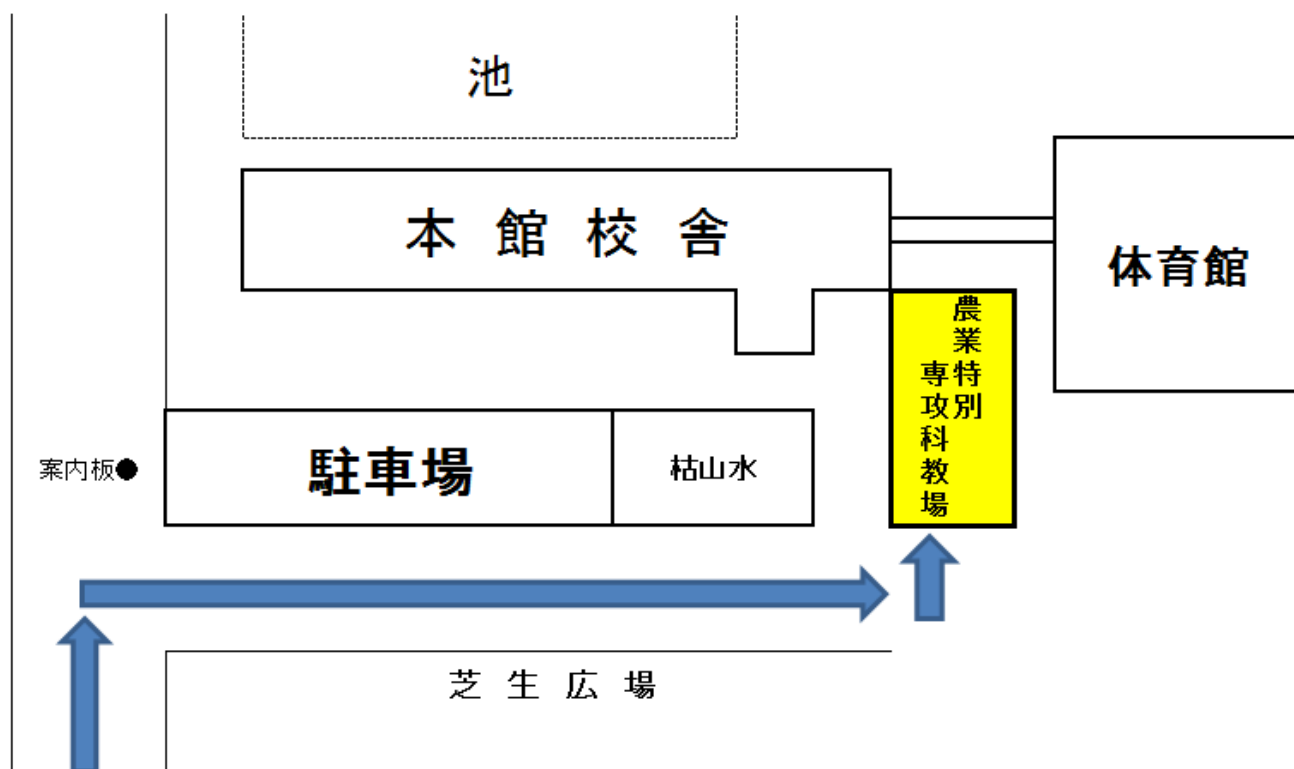 池
本館校舎
体育館
農業特別
専攻科教場
案内板●
駐車場
枯山水
芝生広場